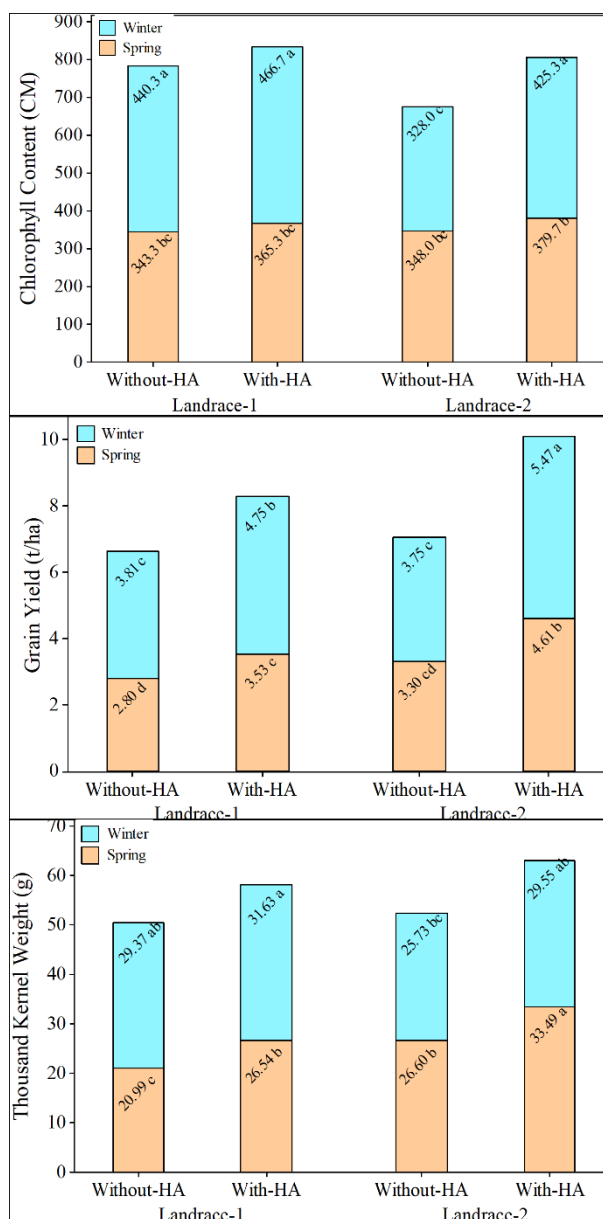 Chlorophyll Content (CM)
900
800
700
600
500
400
300
200
100
0
Winter
Spring
440.3 a
466.7 a
328.0 c
425.3 a
343.3 bc
365.3 bc
348.0 bc
379.7 b
Without-HA With-HA Without-HA With-HA
Landrace-1 Landrace-2
Grain Yield (t/ha)
10
8
6
4
2
0
Winter
Spring
3.81 c
4.75 b
3.75 c
5.47 a
2.80 d
3.53 c
3.30 cd
4.61 b
Without-HA With-HA Without-HA With-HA
Landrace-1 Landrace-2
Thousand Kernel Weight (g)
70
60
50
40
30
20
10
0
Winter
Spring
29.37 ab
31.63 a
25.73 bc
29.55 ab
20.99 c
26.54 b
26.60 b
33.49 a
Without-HA With-HA Without-HA With-HA
Landrace-1 Landrace-2